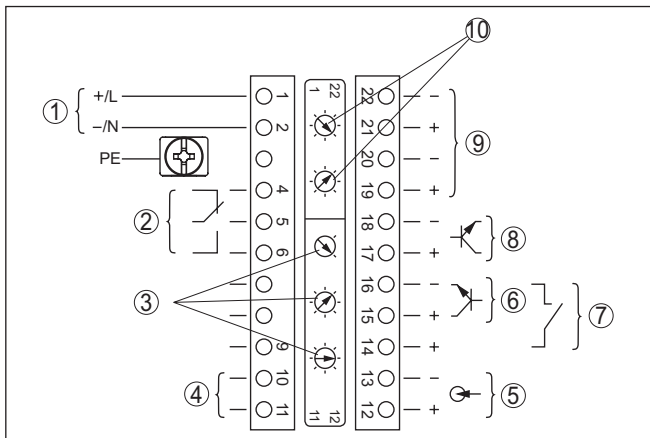 ⑩
① +/L 1 1 22 22 −
−/N 2 21 + ⑨
PE 20 −
4 19 +
② 5 18 − ⑧
6 17 +
③ 16 − ⑥ ⑦
15 +
9 14 +
④ 10 13 − ⑤
11 11 12 12 +